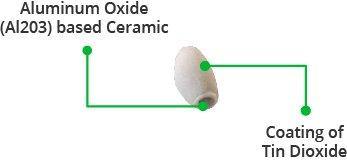 Aluminum Oxide
(Al203) based Ceramic
Coating of
Tin Dioxide